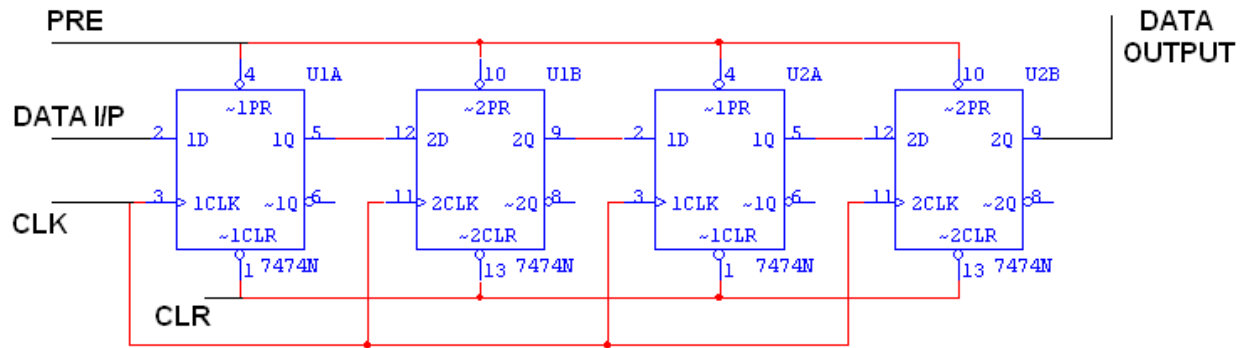 PRE
DATA
OUTPUT
4 U1A
10 U1B
4 U2A
10 U2B
~1PR
~2PR
~1PR
~2PR
DATA I/P
2 1D 1Q 5
12 2D 2Q 9
2 1D 1Q 5
12 2D 2Q 9
CLK
3 1CLK ~1Q 6
11 2CLK ~2Q 8
3 1CLK ~1Q 6
11 2CLK ~2Q 8
~1CLR
~2CLR
~1CLR
~2CLR
1 7474N
13 7474N
1 7474N
13 7474N
CLR